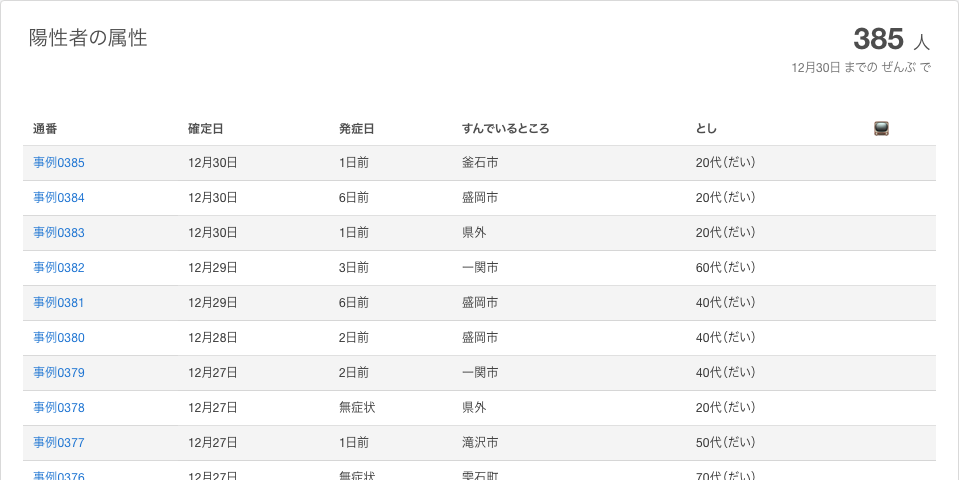 陽性者の属性
385 人
12月30日 までの ぜんぶ で
通番 確定日 発症日 すんでいるところ とし
事例0385 12月30日 1日前 釜石市 20代(だい)
事例0384 12月30日 6日前 盛岡市 20代(だい)
事例0383 12月30日 1日前 県外 20代(だい)
事例0382 12月29日 3日前 一関市 60代(だい)
事例0381 12月29日 6日前 盛岡市 40代(だい)
事例0380 12月28日 2日前 盛岡市 40代(だい)
事例0379 12月27日 2日前 一関市 40代(だい)
事例0378 12月27日 無症状 県外 20代(だい)
事例0377 12月27日 1日前 滝沢市 50代(だい)
事例0376 12月27日 無症状 雫石町 70代(だい)